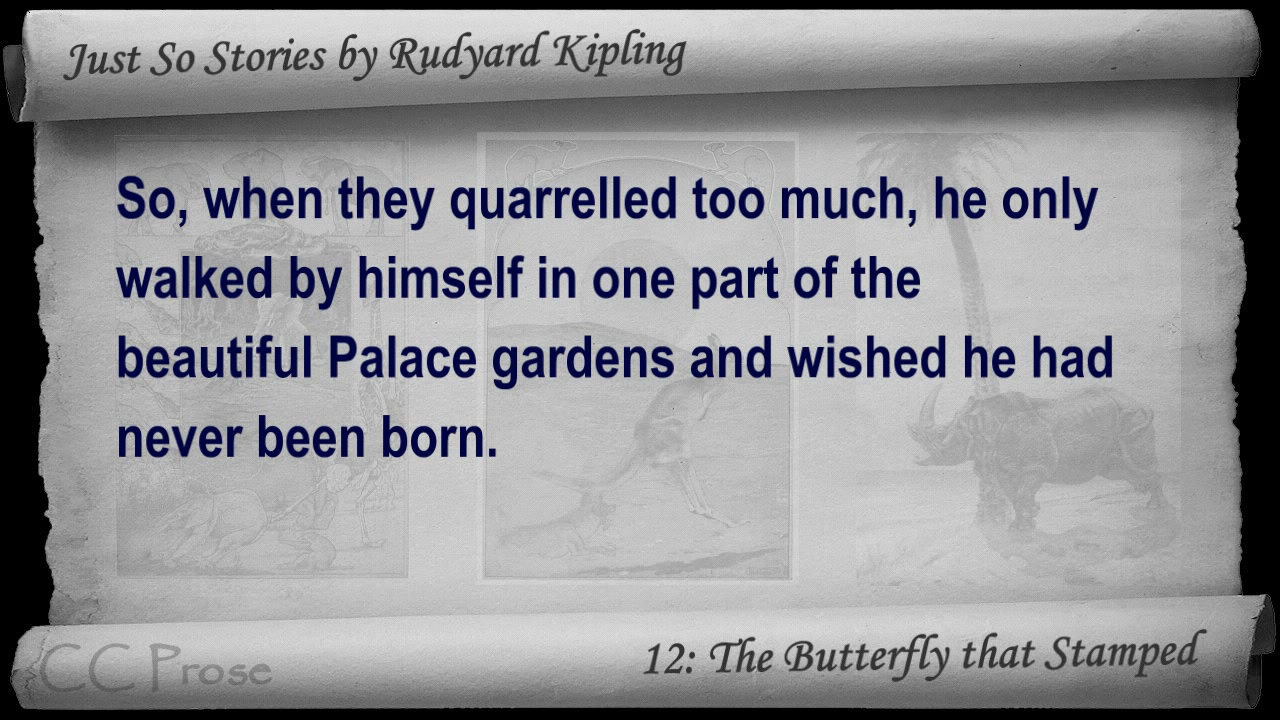 Just So Stories by Rudyard Kipling
So, when they quarrelled too much, he only
walked by himself in one part of the
beautiful Palace gardens and wished he had
never been born.
CC Prose
12: The Butterfly that Stamped